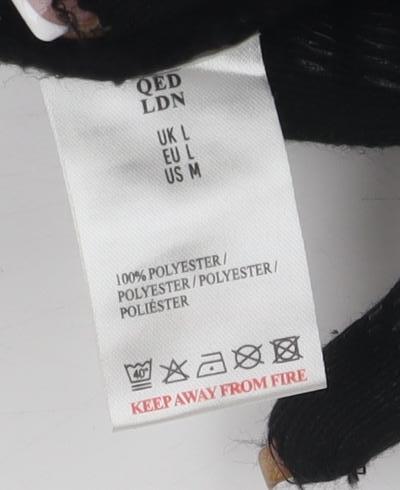 QED
LDN
UK L
EU L
US M
100% POLYESTER /
POLYESTER / POLYESTER /
POLIÉSTER
40°
KEEP AWAY FROM FIRE